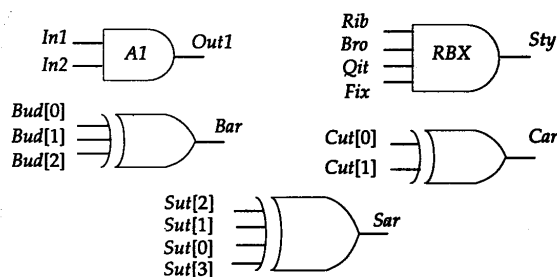 In1
In2
A1
Out1
Rib
Bro
Qit
Fix
RBX
Sty
Bud[0]
Bud[1]
Bud[2]
Bar
Cut[0]
Cut[1]
Car
Sut[2]
Sut[1]
Sut[0]
Sut[3]
Sar